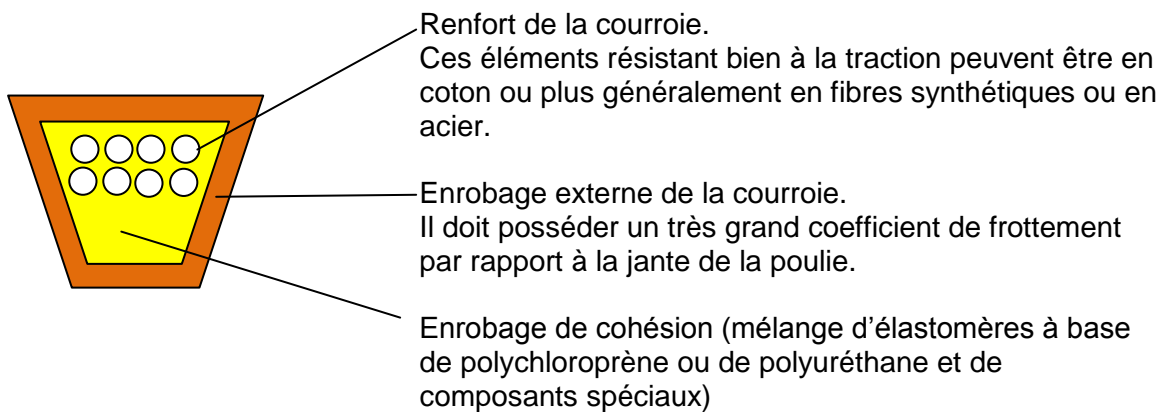 Renfort de la courroie.
Ces éléments résistant bien à la traction peuvent être en
coton ou plus généralement en fibres synthétiques ou en
acier.
Enrobage externe de la courroie.
Il doit posséder un très grand coefficient de frottement
par rapport à la jante de la poulie.
Enrobage de cohésion (mélange d’élastomères à base
de polychloroprène ou de polyuréthane et de
composants spéciaux)